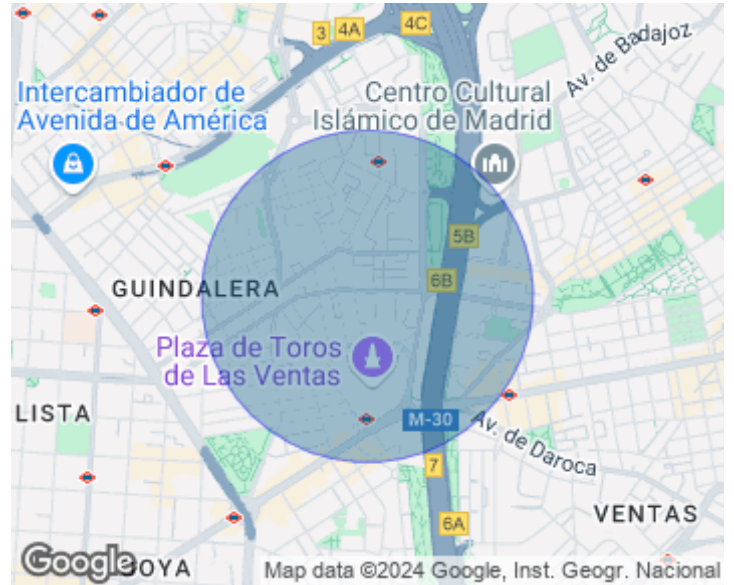 3
4A
4C
Av. de Badajoz
Intercambiador de
Avenida de América
Centro Cultural
Islámico de Madrid
5B
6B
GUINDALERA
Plaza de Toros
de Las Ventas
LISTA
M-30
Av. de Daroca
7
VENTAS
6A
Google
OYA
Map data ©2024 Google, Inst. Geogr. Nacional